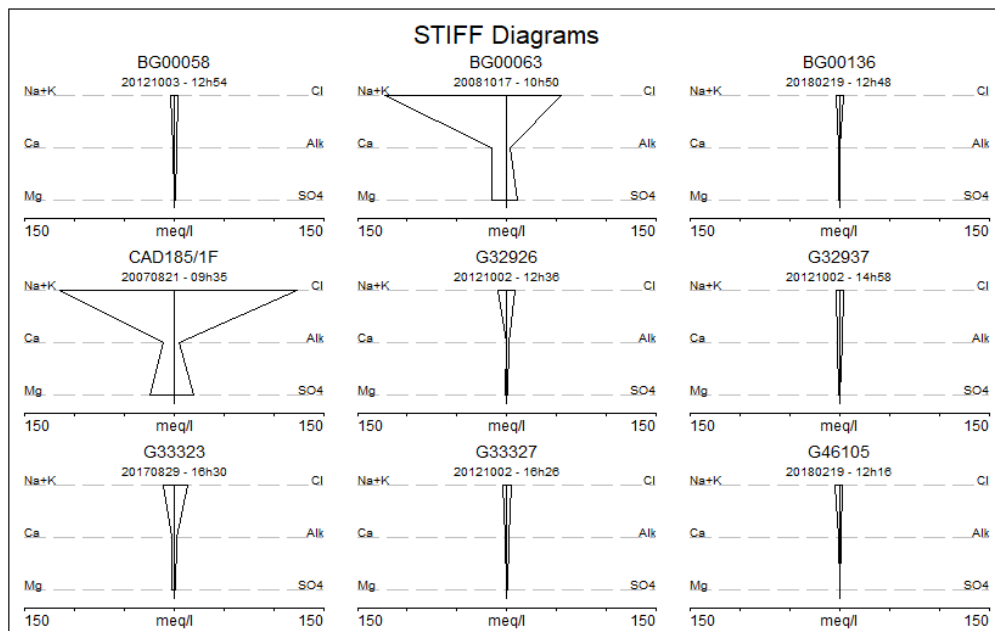 STIFF Diagrams
BG00058
20121003 - 12h54
Na+K Cl
Ca Alk
Mg SO4
150 meq/l 150
BG00063
20081017 - 10h50
Na+K Cl
Ca Alk
Mg SO4
150 meq/l 150
BG00136
20180219 - 12h48
Na+K Cl
Ca Alk
Mg SO4
150 meq/l 150
CAD185/1F
20070821 - 09h35
Na+K Cl
Ca Alk
Mg SO4
150 meq/l 150
G32926
20121002 - 12h36
Na+K Cl
Ca Alk
Mg SO4
150 meq/l 150
G32937
20121002 - 14h58
Na+K Cl
Ca Alk
Mg SO4
150 meq/l 150
G33323
20170829 - 16h30
Na+K Cl
Ca Alk
Mg SO4
150 meq/l 150
G33327
20121002 - 16h26
Na+K Cl
Ca Alk
Mg SO4
150 meq/l 150
G46105
20180219 - 12h16
Na+K Cl
Ca Alk
Mg SO4
150 meq/l 150